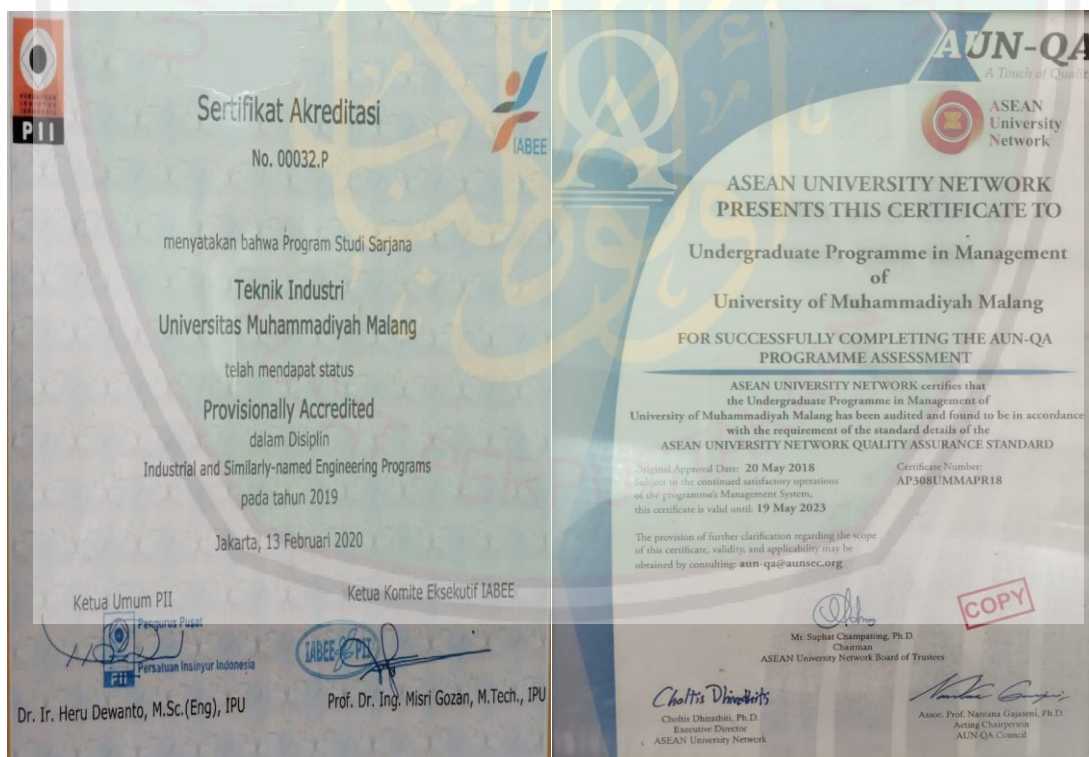 PII
IABEE
Sertifikat Akreditasi
No. 00032.P
menyatakan bahwa Program Studi Sarjana
Teknik Industri
Universitas Muhammadiyah Malang
telah mendapat status
Provisionally Accredited
dalam Disiplin
Industrial and Similarly-named Engineering Programs
pada tahun 2019
Jakarta, 13 Februari 2020
Ketua Umum PII
Ketua Komite Eksekutif IABEE
Pengurus Pusat
Persatuan Insinyur Indonesia
PII
IABEE PII
Dr. Ir. Heru Dewanto, M.Sc.(Eng), IPU
Prof. Dr. Ing. Misri Gozan, M.Tech., IPU
QA
AUN-QA
A Touch of Quality
ASEAN
University
Network
ASEAN UNIVERSITY NETWORK
PRESENTS THIS CERTIFICATE TO
Undergraduate Programme in Management
of
University of Muhammadiyah Malang
FOR SUCCESSFULLY COMPLETING THE AUN-QA
PROGRAMME ASSESSMENT
ASEAN UNIVERSITY NETWORK certifies that
the Undergraduate Programme in Management of
University of Muhammadiyah Malang has been audited and found to be in accordance
with the requirement of the standard details of the
ASEAN UNIVERSITY NETWORK QUALITY ASSURANCE STANDARD
Original Approval Date: 20 May 2018
Subject to the continued satisfactory operations
of the programme's Management System,
this certificate is valid until: 19 May 2023
Certificate Number:
AP308UMMAPR18
The provision of further clarification regarding the scope
of this certificate, validity, and applicability may be
obtained by consulting: aun-qa@aunsec.org
COPY
Mr. Suphat Champatong, Ph.D.
Chairman
ASEAN University Network Board of Trustees
Choltis Dhirathiti
Choltis Dhirathiti, Ph.D.
Executive Director
ASEAN University Network
Assoc. Prof. Nantana Gajaseni, Ph.D.
Acting Chairperson
AUN-QA Council